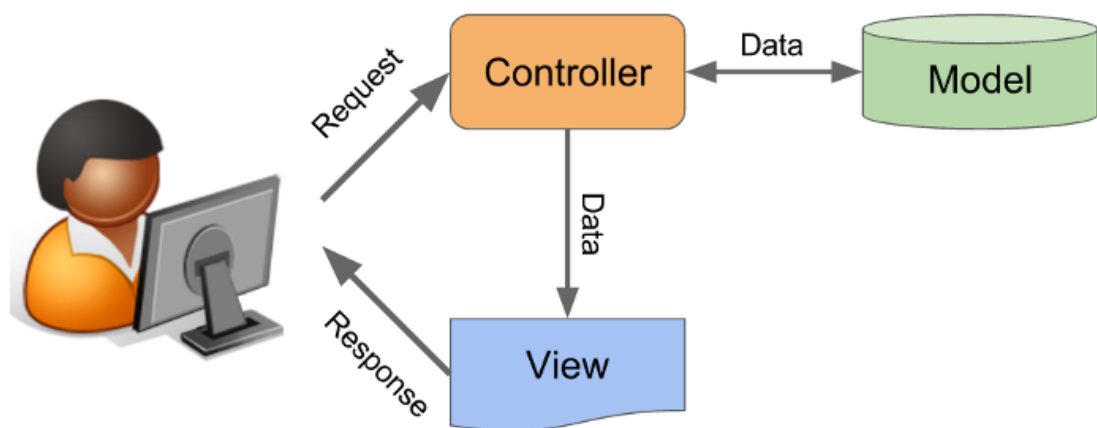 Request
Controller
Data
Model
Data
View
Response